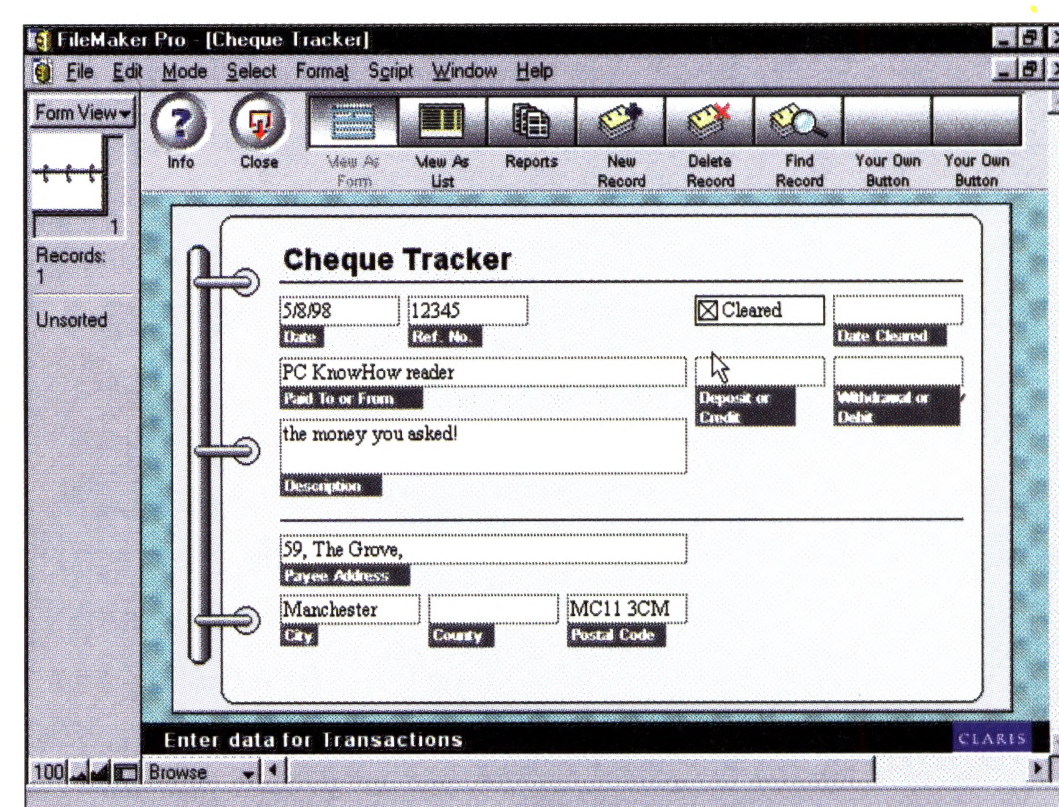 FileMaker Pro - [Cheque Tracker]
File Edit Mode Select Format Script Window Help
Form View
Info Close View As Form View As List Reports New Record Delete Record Find Record Your Own Button Your Own Button
1
Records:
1
Unsorted
Cheque Tracker
5/8/98 12345 Cleared
Date Ref. No. Date Cleared
PC KnowHow reader
Paid To or From Deposit or Credit Withdrawal or Debit
the money you asked!
Description
59, The Grove,
Payee Address
Manchester MC11 3CM
City County Postal Code
Enter data for Transactions CLARIS
100 Browse